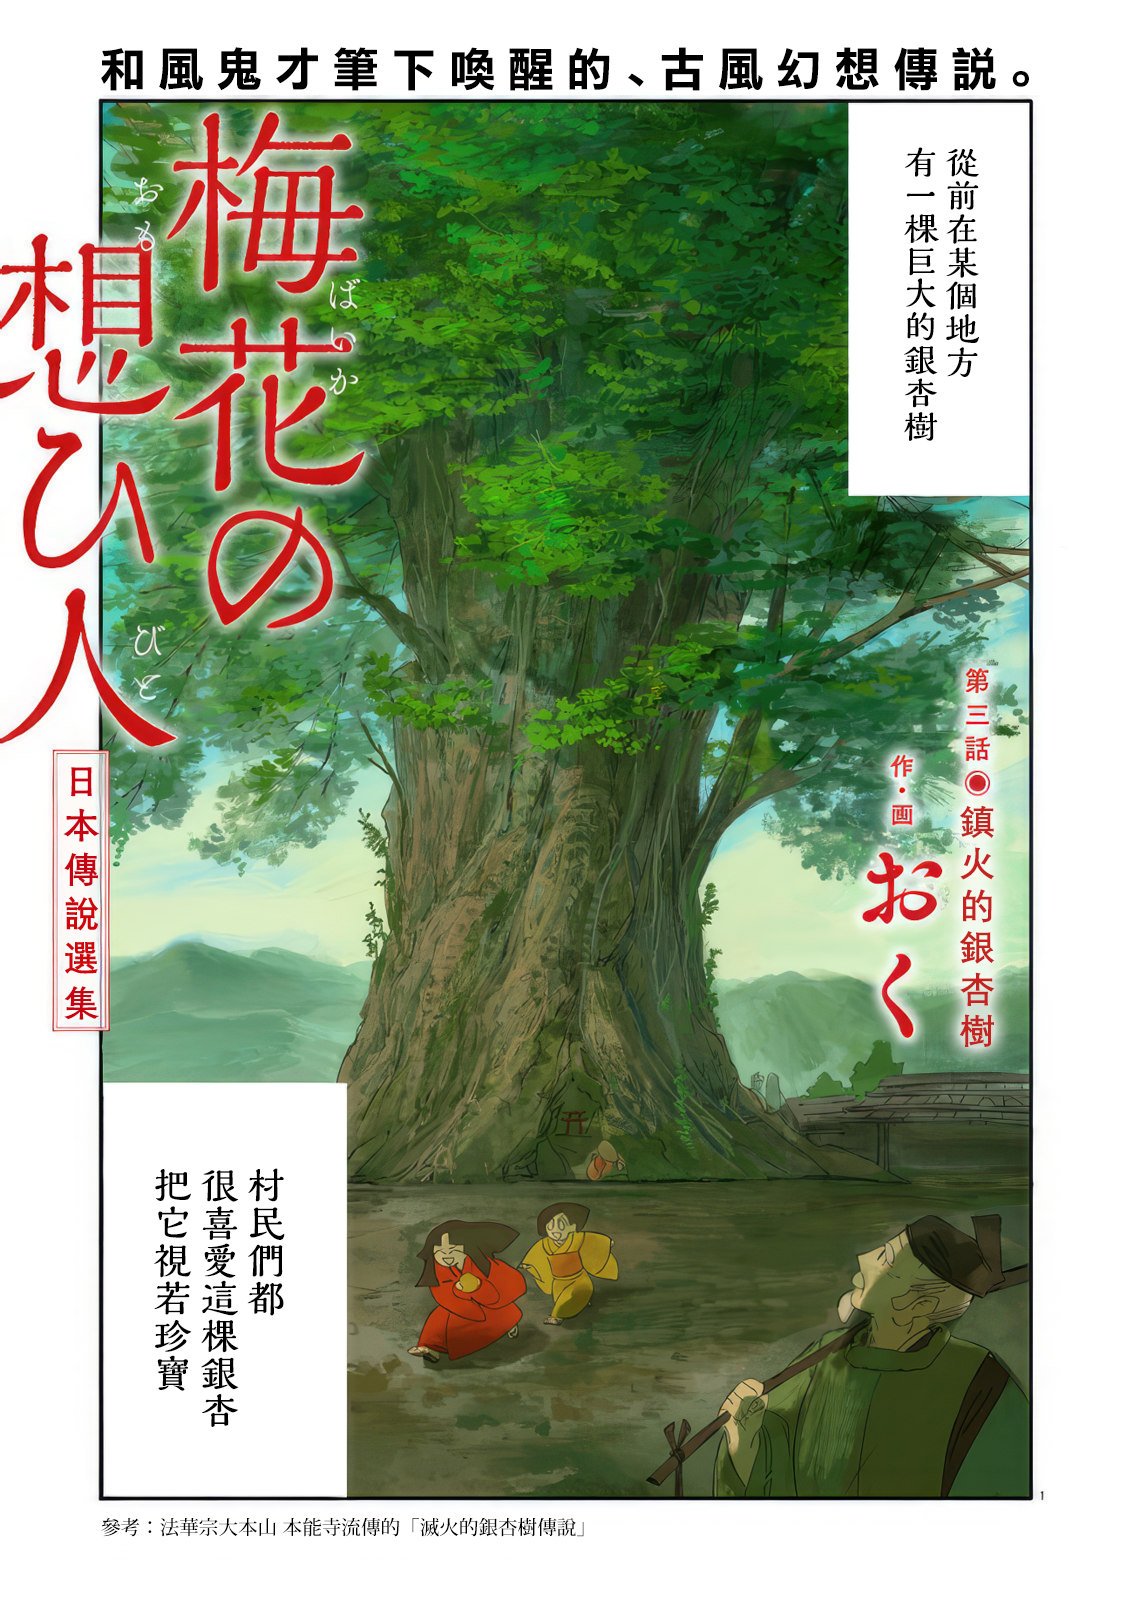 和風鬼才筆下喚醒的、古風幻想傳説。
從前在某個地方
有一棵巨大的銀杏樹
梅花の
ばいか
想ひ人
おも
びと
日本傳說選集
第三話◉鎮火的銀杏樹
作・画
おく
村民們都
很喜愛這棵銀杏
把它視若珍寶
1
參考：法華宗大本山 本能寺流傳的「滅火的銀杏樹傳說」